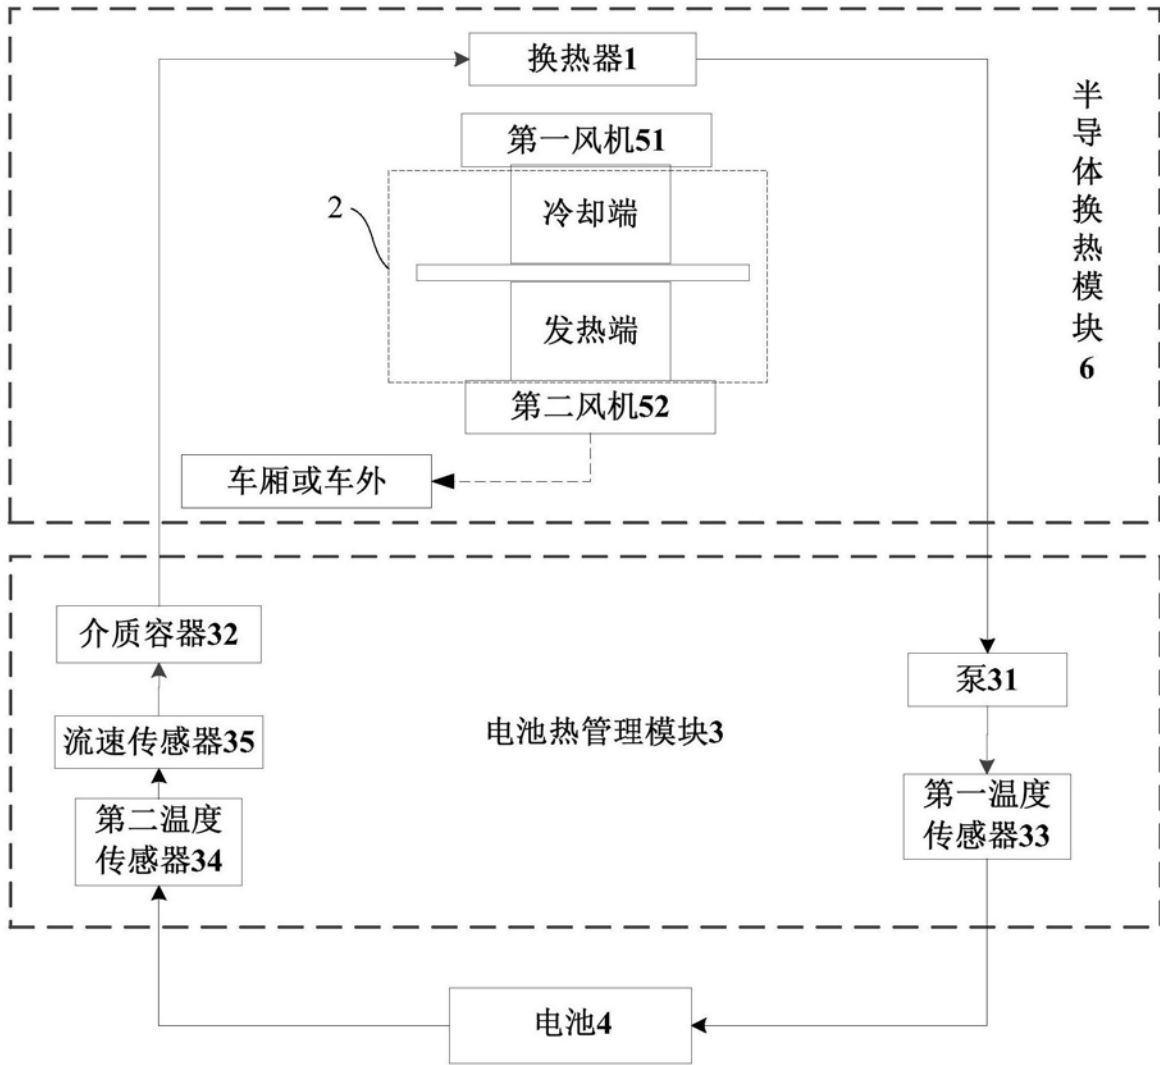 换热器1
第一风机51
冷却端
2
发热端
第二风机52
车厢或车外
半导体换热模块6
介质容器32
泵31
流速传感器35
电池热管理模块3
第二温度
传感器34
第一温度
传感器33
电池4